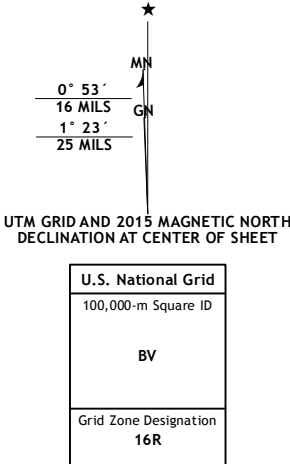 ★
MN
0° 53´
16 MILS
GN
1° 23´
25 MILS
UTM GRID AND 2015 MAGNETIC NORTH
DECLINATION AT CENTER OF SHEET
U.S. National Grid
100,000-m Square ID
BV
Grid Zone Designation
16R